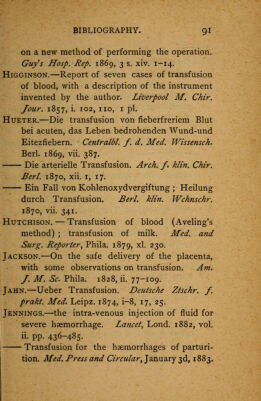 BIBLIOGRAPHY. 91
on a new method of performing the operation.
Guy's Hosp. Rep. 1869, 3 s. xiv. 1-14.
HIGGINSON.—Report of seven cases of transfusion
of blood, with a description of the instrument
invented by the author. Liverpool M. Chir.
Jour. 1857, i. 102, 110, 1 pl.
HUETER.—Die transfusion von fieberfreriem Blut
bei acuten, das Leben bedrohenden Wund-und
Eitezfiebern. Centralbl. f. d. Med. Wissensch.
Berl. 1869, vii. 387.
—— Die arterielle Transfusion. Arch. f. klin. Chir.
Berl. 1870, xii. 1, 17.
—— Ein Fall von Kohlenoxydvergiftung ; Heilung
durch Transfusion. Berl. klin. Wchnschr.
1870, vii. 341.
HUTCHISON. — Transfusion of blood (Aveling's
method) ; transfusion of milk. Med. and
Surg. Reporter, Phila. 1879, xl. 230.
JACKSON.—On the safe delivery of the placenta,
with some observations on transfusion. Am.
J. M. Sc. Phila. 1828, ii. 77-109.
JAHN.—Ueber Transfusion. Deutsche Ztschr. f.
prakt. Med. Leipz. 1874, i-8, 17, 25.
JENNINGS.—the intra-venous injection of fluid for
severe hæmorrhage. Lancet, Lond. 1882, vol.
ii. pp. 436-485.
—— Transfusion for the hæmorrhages of parturi-
tion. Med. Press and Circular, January 3d, 1883.